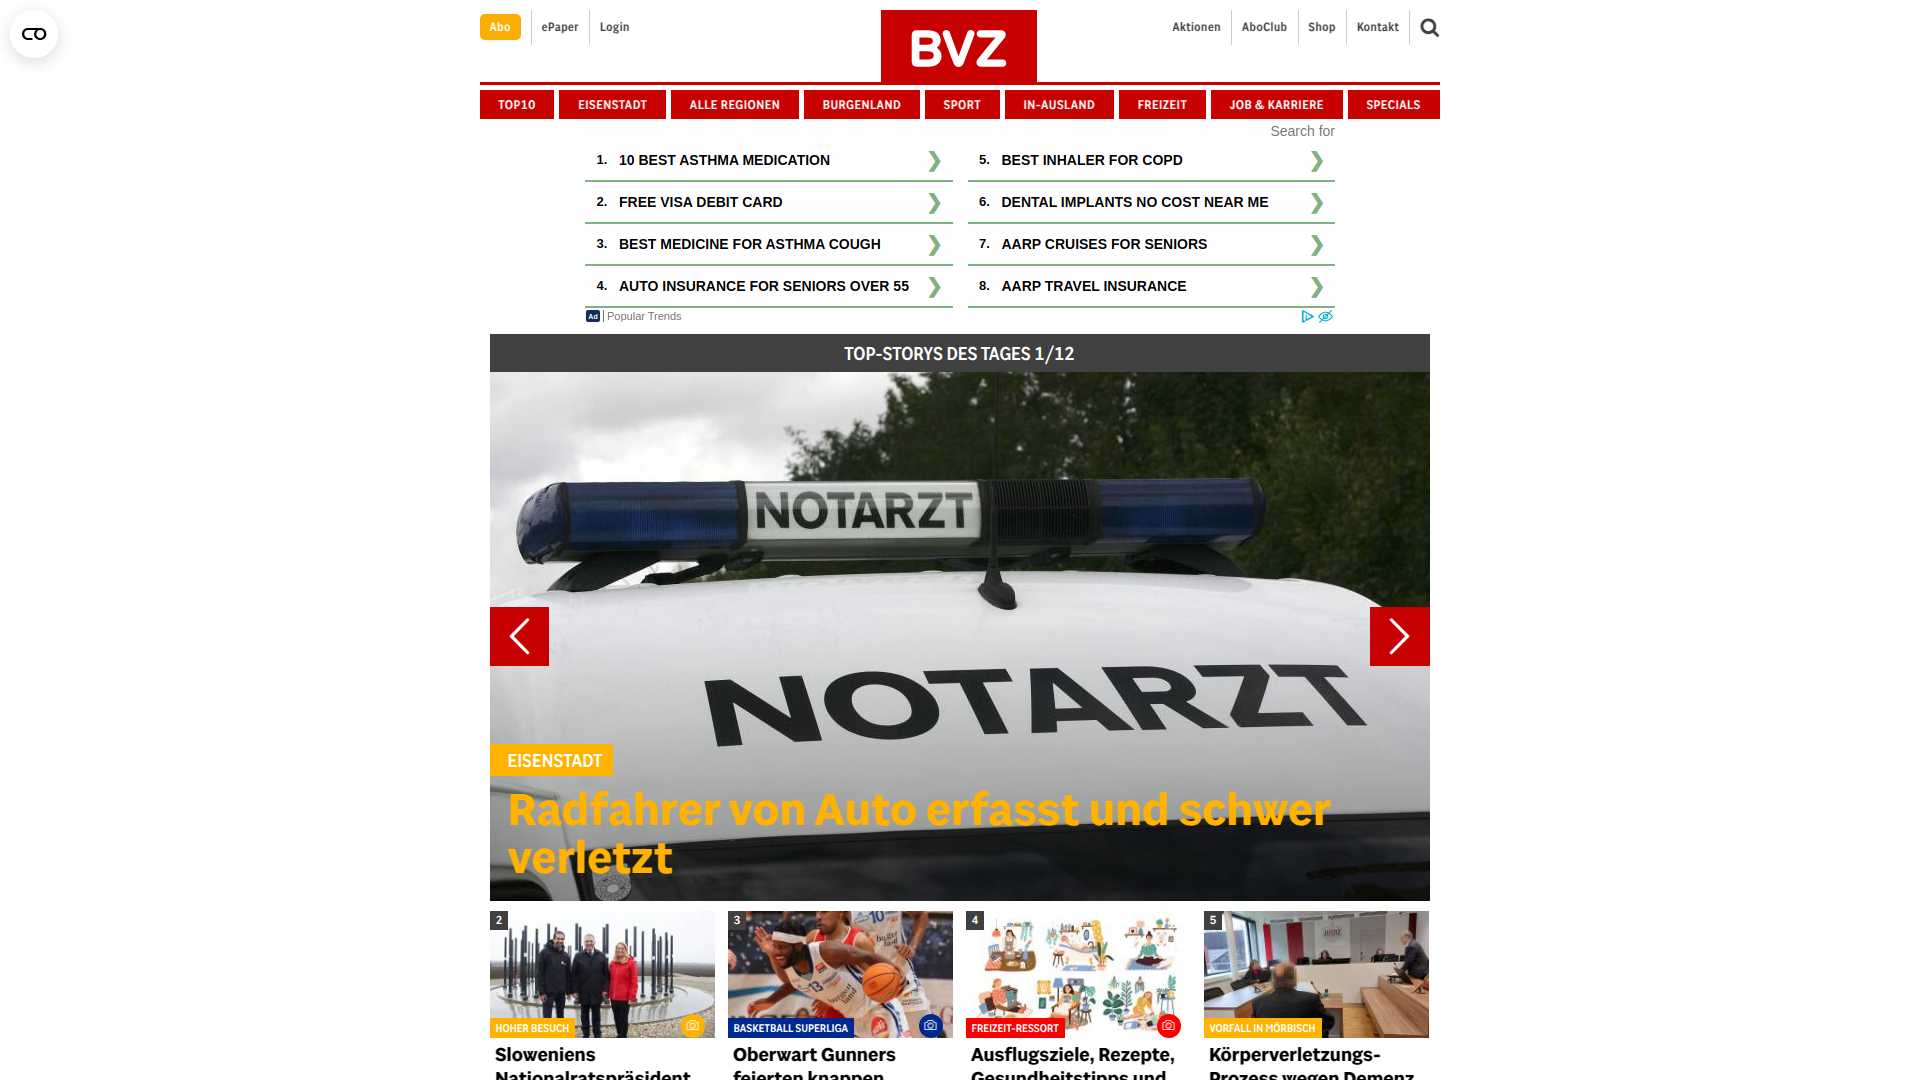 Abo
ePaper
Login
BVZ
Aktionen
AboClub
Shop
Kontakt
TOP10
EISENSTADT
ALLE REGIONEN
BURGENLAND
SPORT
IN-AUSLAND
FREIZEIT
JOB & KARRIERE
SPECIALS
Search for
1. 10 BEST ASTHMA MEDICATION
2. FREE VISA DEBIT CARD
3. BEST MEDICINE FOR ASTHMA COUGH
4. AUTO INSURANCE FOR SENIORS OVER 55
5. BEST INHALER FOR COPD
6. DENTAL IMPLANTS NO COST NEAR ME
7. AARP CRUISES FOR SENIORS
8. AARP TRAVEL INSURANCE
Ad Popular Trends
TOP-STORYS DES TAGES 1/12
NOTARZT
NOTARZT
EISENSTADT
Radfahrer von Auto erfasst und schwer
verletzt
2
HOHER BESUCH
Sloweniens
Nationalratspräsident
3
10
13
BASKETBALL SUPERLIGA
Oberwart Gunners
feierten knappen
4
FREIZEIT-RESSORT
Ausflugsziele, Rezepte,
Gesundheitstipps und
5
VORFALL IN MÖRBISCH
Körperverletzungs-
Prozess wegen Demenz